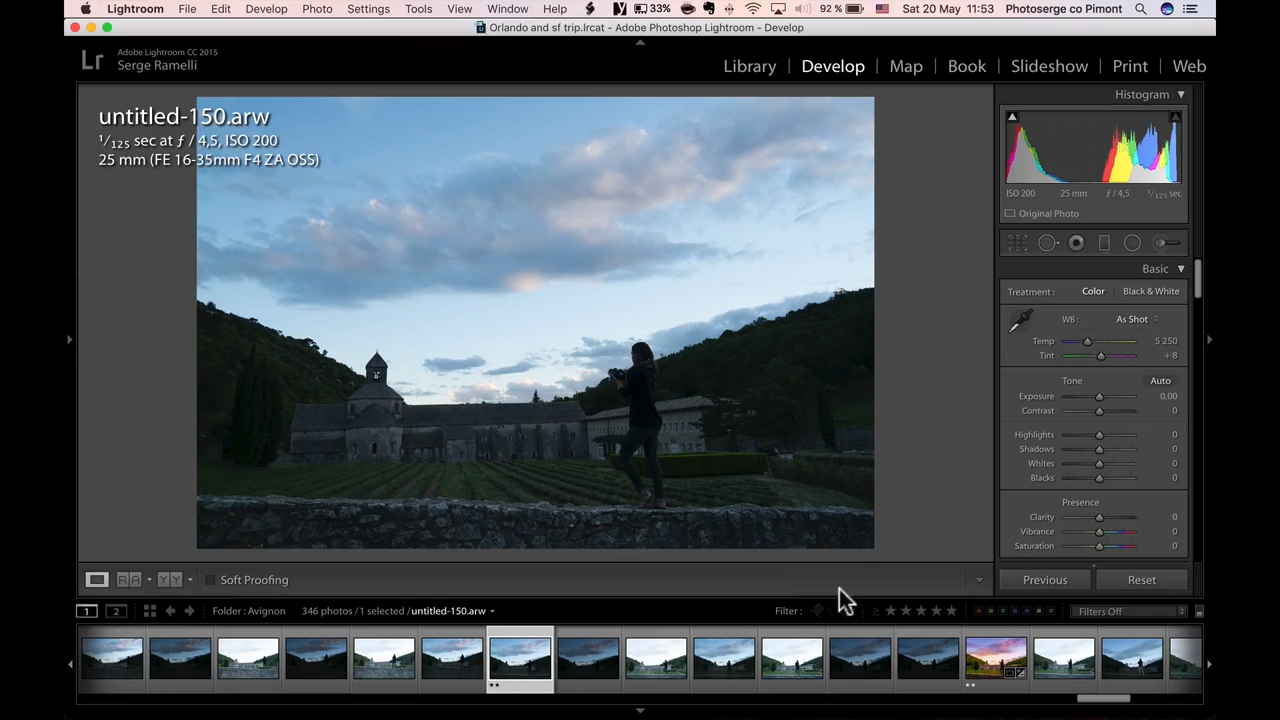 Lightroom File Edit Develop Photo Settings Tools View Window Help 33% 92 % Sat 20 May 11:53 Photoserge co Pimont
Orlando and sf trip.lrcat - Adobe Photoshop Lightroom - Develop
Lr Adobe Lightroom CC 2015
Serge Ramelli
Library | Develop | Map | Book | Slideshow | Print | Web
Histogram
untitled-150.arw
1/125 sec at ƒ / 4,5, ISO 200
25 mm (FE 16-35mm F4 ZA OSS)
ISO 200 25 mm ƒ / 4,5 1/125 sec
Original Photo
Basic
Treatment : Color | Black & White
WB : As Shot
Temp 5 250
Tint + 8
Tone Auto
Exposure 0,00
Contrast 0
Highlights 0
Shadows 0
Whites 0
Blacks 0
Presence
Clarity 0
Vibrance 0
Saturation 0
R A Y Y Soft Proofing
Previous Reset
1 2 Folder : Avignon 346 photos / 1 selected / untitled-150.arw Filter : ≥ ★ ★ ★ ★ ★ Filters Off
★★ ★★